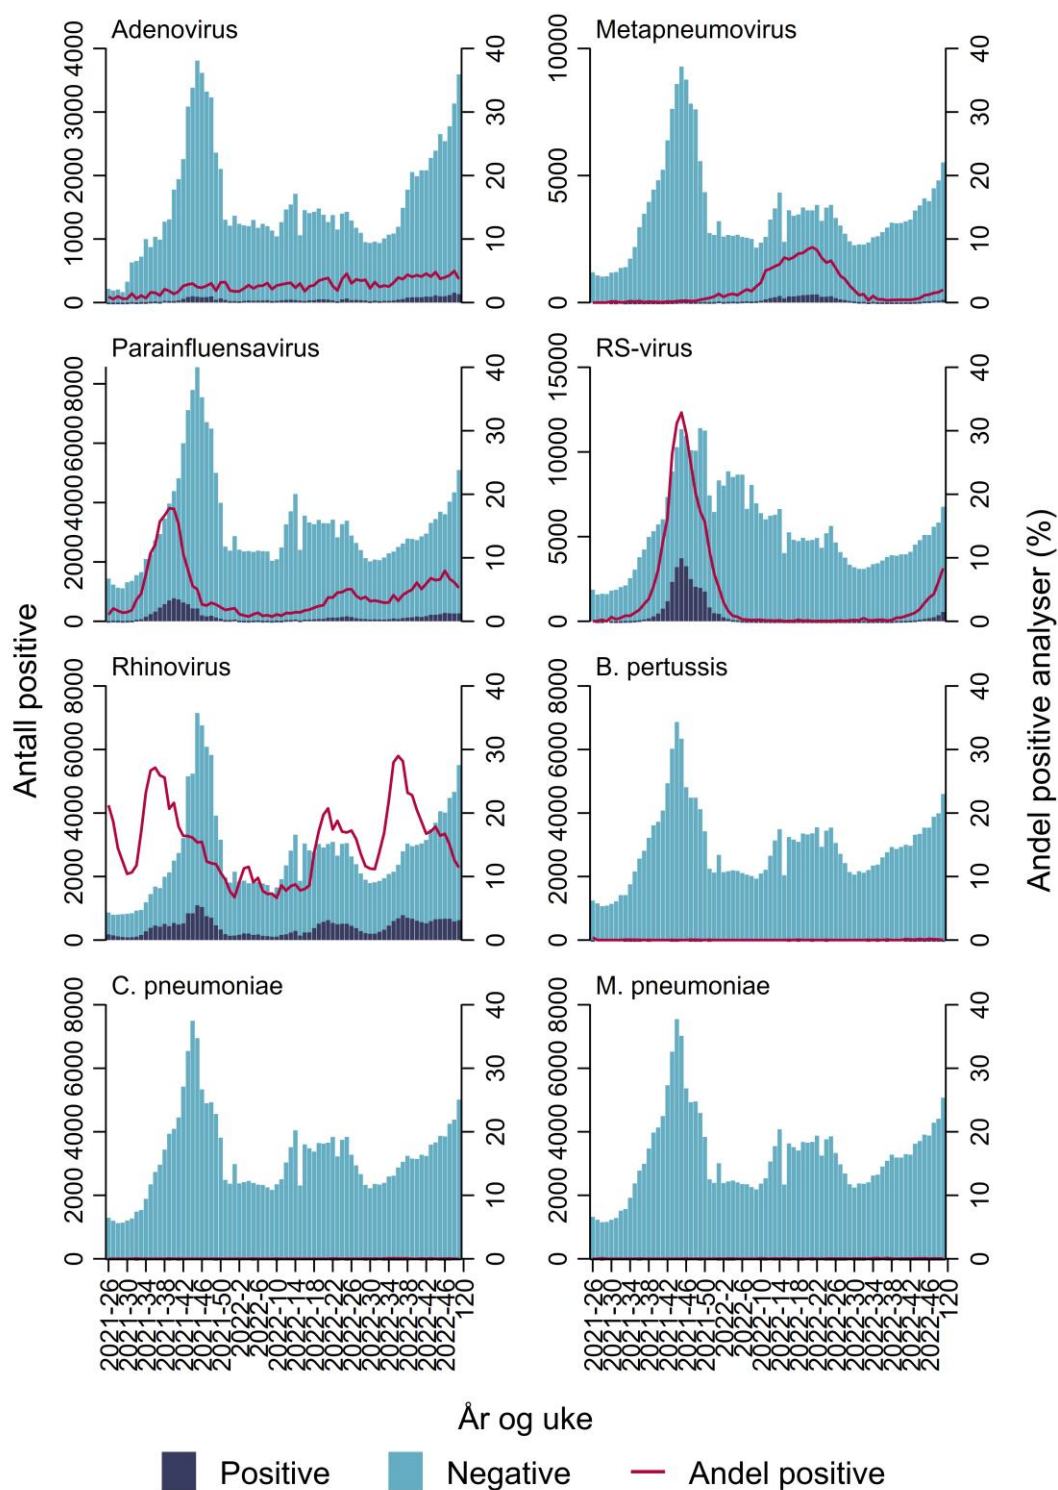 Adenovirus
Metapneumovirus
0 1000 2000 3000 4000
0 10 20 30 40
0 5000 10000
0 10 20 30 40
Parainfluensavirus
RS-virus
0 2000 4000 6000 8000
0 10 20 30 40
0 5000 10000 15000
0 10 20 30 40
Antall positive
Andel positive analyser (%)
Rhinovirus
B. pertussis
0 2000 4000 6000 8000
0 10 20 30 40
0 2000 4000 6000 8000
0 10 20 30 40
C. pneumoniae
M. pneumoniae
0 2000 4000 6000 8000
0 10 20 30 40
0 2000 4000 6000 8000
0 10 20 30 40
2021-26 2021-30 2021-34 2021-38 2021-42 2021-46 2021-50 2022-2 2022-6 2022-10 2022-14 2022-18 2022-22 2022-26 2022-30 2022-34 2022-38 2022-42 2022-46 120
2021-26 2021-30 2021-34 2021-38 2021-42 2021-46 2021-50 2022-2 2022-6 2022-10 2022-14 2022-18 2022-22 2022-26 2022-30 2022-34 2022-38 2022-42 2022-46 120
År og uke
Positive Negative Andel positive